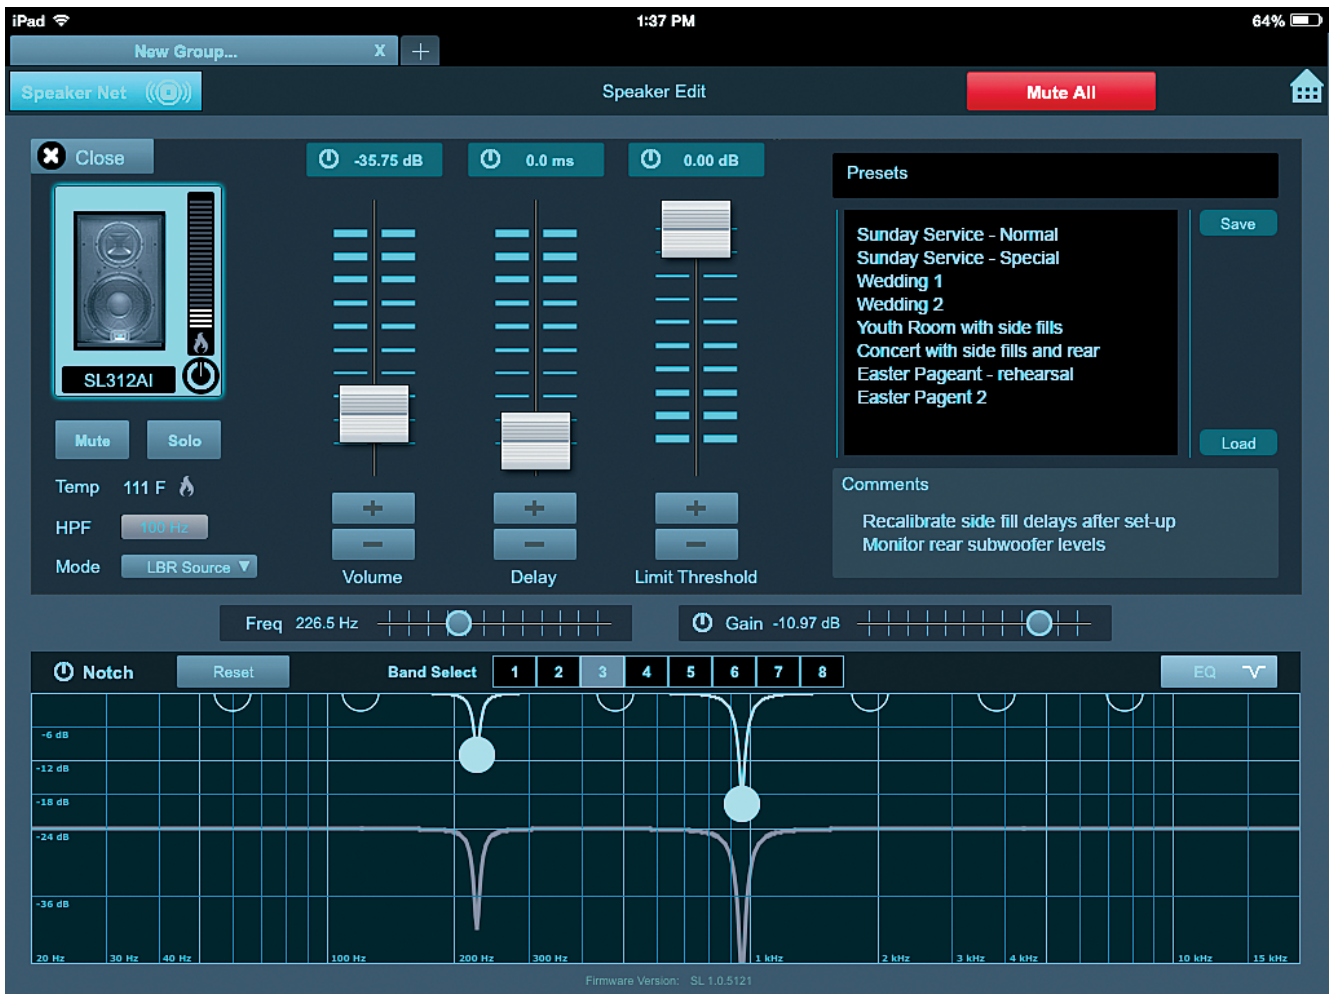 iPad 1:37 PM 64%
New Group... X +
Speaker Net Speaker Edit Mute All
Close -35.75 dB 0.0 ms 0.00 dB
Presets
Sunday Service - Normal
Sunday Service - Special
Wedding 1
Wedding 2
Youth Room with side fills
Concert with side fills and rear
Easter Pageant - rehearsal
Easter Pagent 2
Save
Load
SL312AI
Mute Solo
Temp 111 F
HPF 100 Hz
Mode LBR Source
+ + +
- - -
Volume Delay Limit Threshold
Comments
Recalibrate side fill delays after set-up
Monitor rear subwoofer levels
Freq 226.5 Hz Gain -10.97 dB
Notch Reset Band Select 1 2 3 4 5 6 7 8 EQ
-6 dB
-12 dB
-18 dB
-24 dB
-36 dB
20 Hz 30 Hz 40 Hz 100 Hz 200 Hz 300 Hz 1 kHz 2 kHz 3 kHz 4 kHz 10 kHz 15 kHz
Firmware Version: SL 1.0.5121